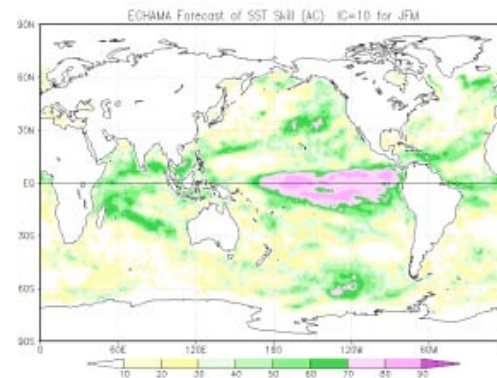 ECHAMA Forecast of SST Skill (AC) IC=10 for JFM
90N
60N
30N
EQ
30S
60S
90S
0 60E 120E 180 120W 60W
10 20 30 40 50 60 70 80 90